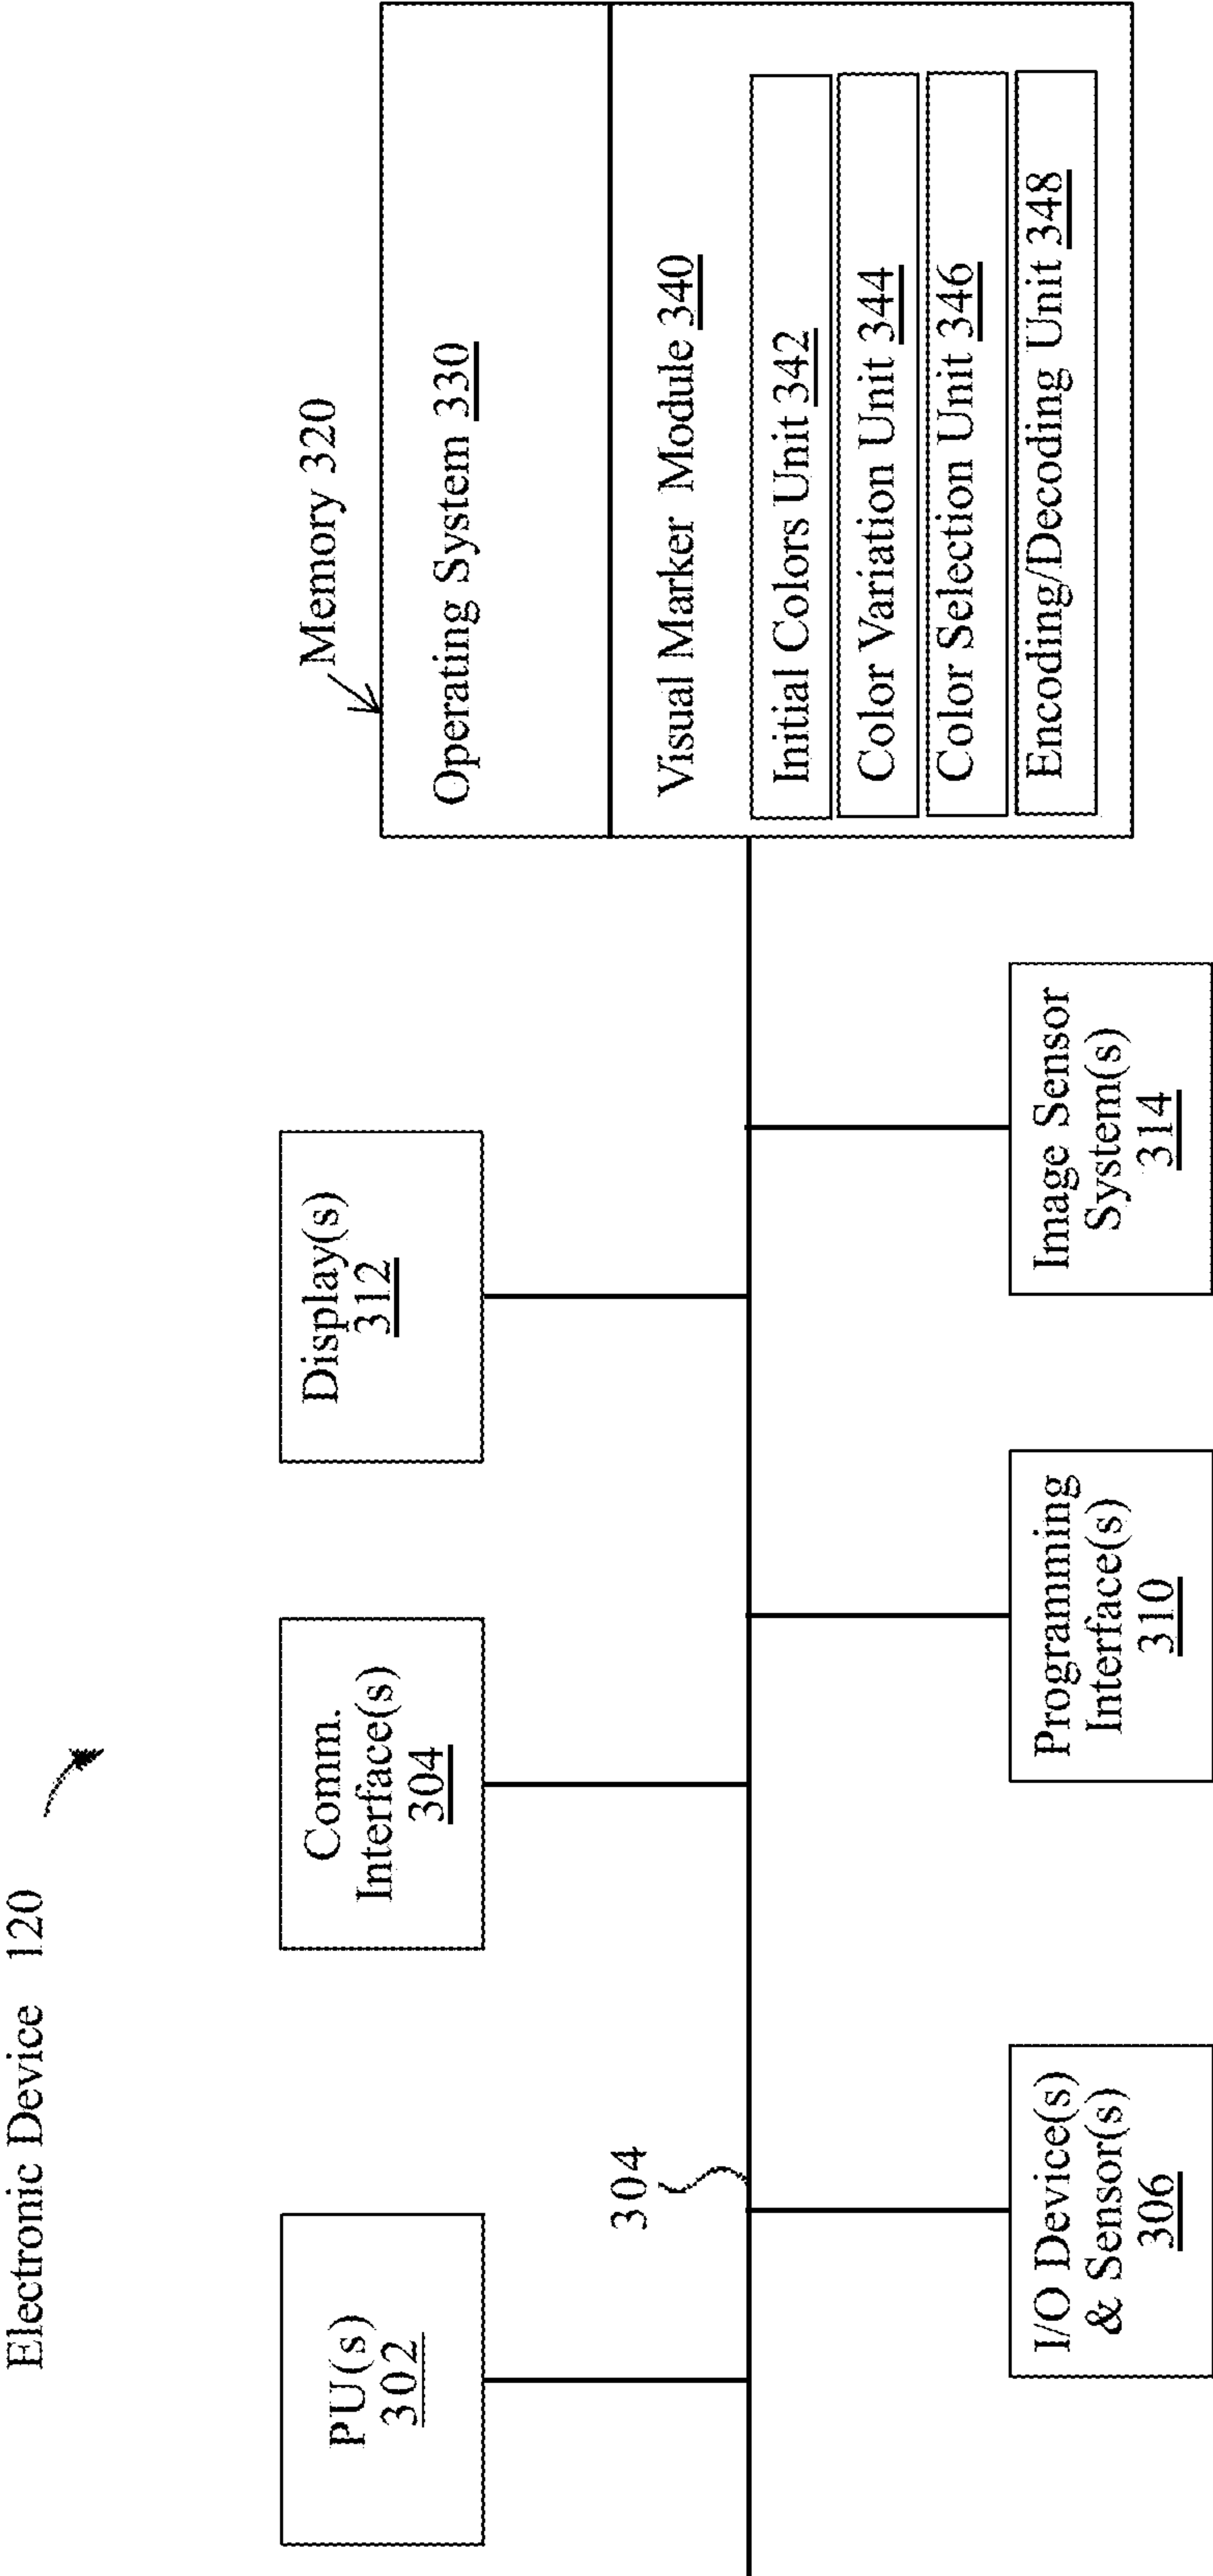 Electronic Device 120
Memory 320
PU(s)
302
Comm.
Interface(s)
304
Display(s)
312
Operating System 330
304
Visual Marker Module 340
Initial Colors Unit 342
Color Variation Unit 344
Color Selection Unit 346
Encoding/Decoding Unit 348
I/O Device(s)
& Sensor(s)
306
Programming
Interface(s)
310
Image Sensor
System(s)
314